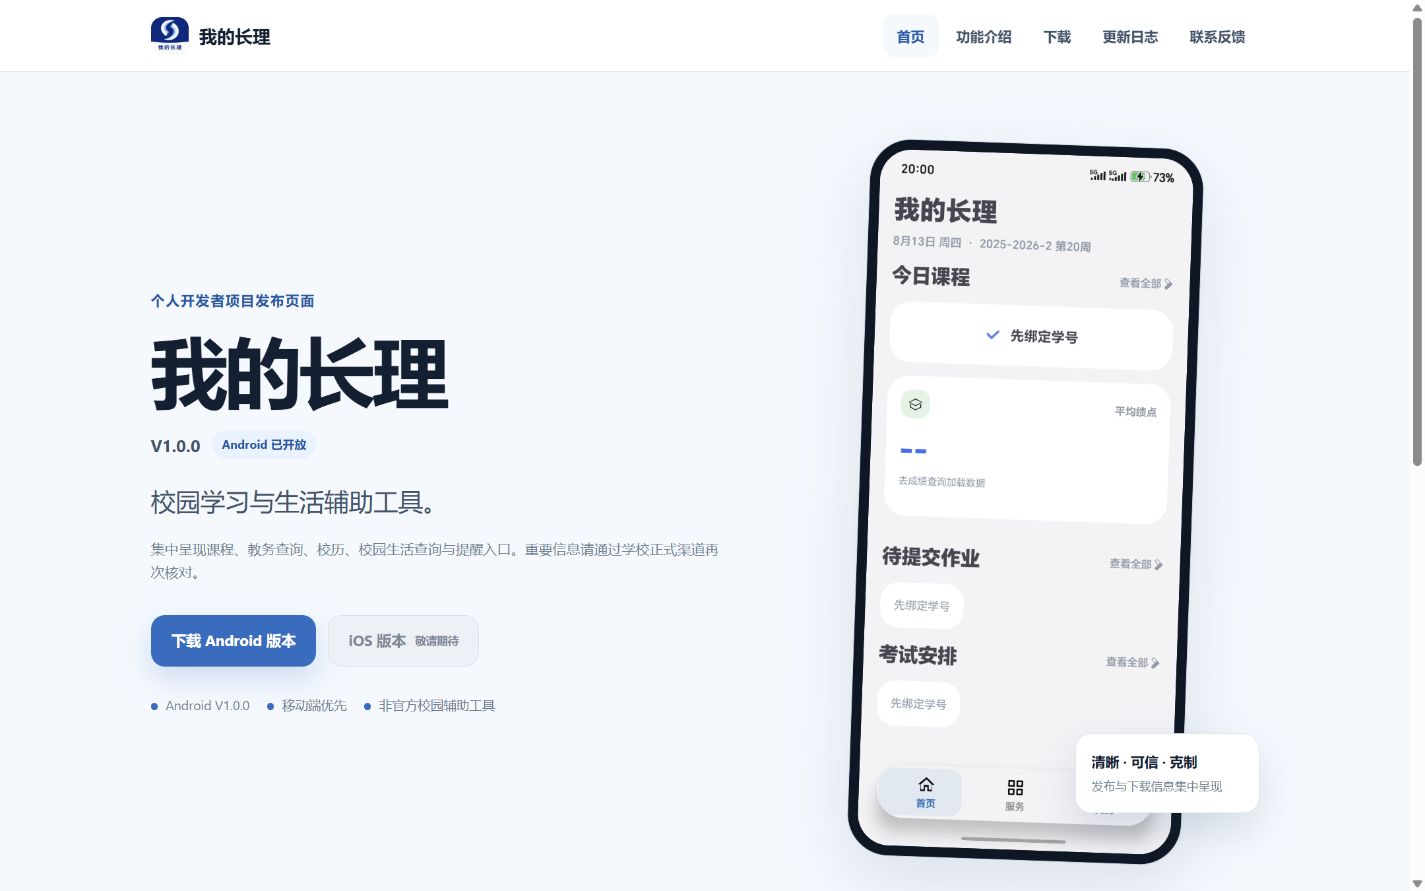 我的长理
我的长理
首页
功能介绍
下载
更新日志
联系反馈
个人开发者项目发布页面
我的长理
V1.0.0
Android 已开放
校园学习与生活辅助工具。
集中呈现课程、教务查询、校历、校园生活查询与提醒入口。重要信息请通过学校正式渠道再
次核对。
下载 Android 版本
iOS 版本 敬请期待
Android V1.0.0
移动端优先
非官方校园辅助工具
20:00
5G 5G 73%
我的长理
8月13日 周四 · 2025-2026-2 第20周
今日课程
查看全部
先绑定学号
平均绩点
--
去成绩查询加载数据
待提交作业
查看全部
先绑定学号
考试安排
查看全部
先绑定学号
首页
服务
清晰 · 可信 · 克制
发布与下载信息集中呈现